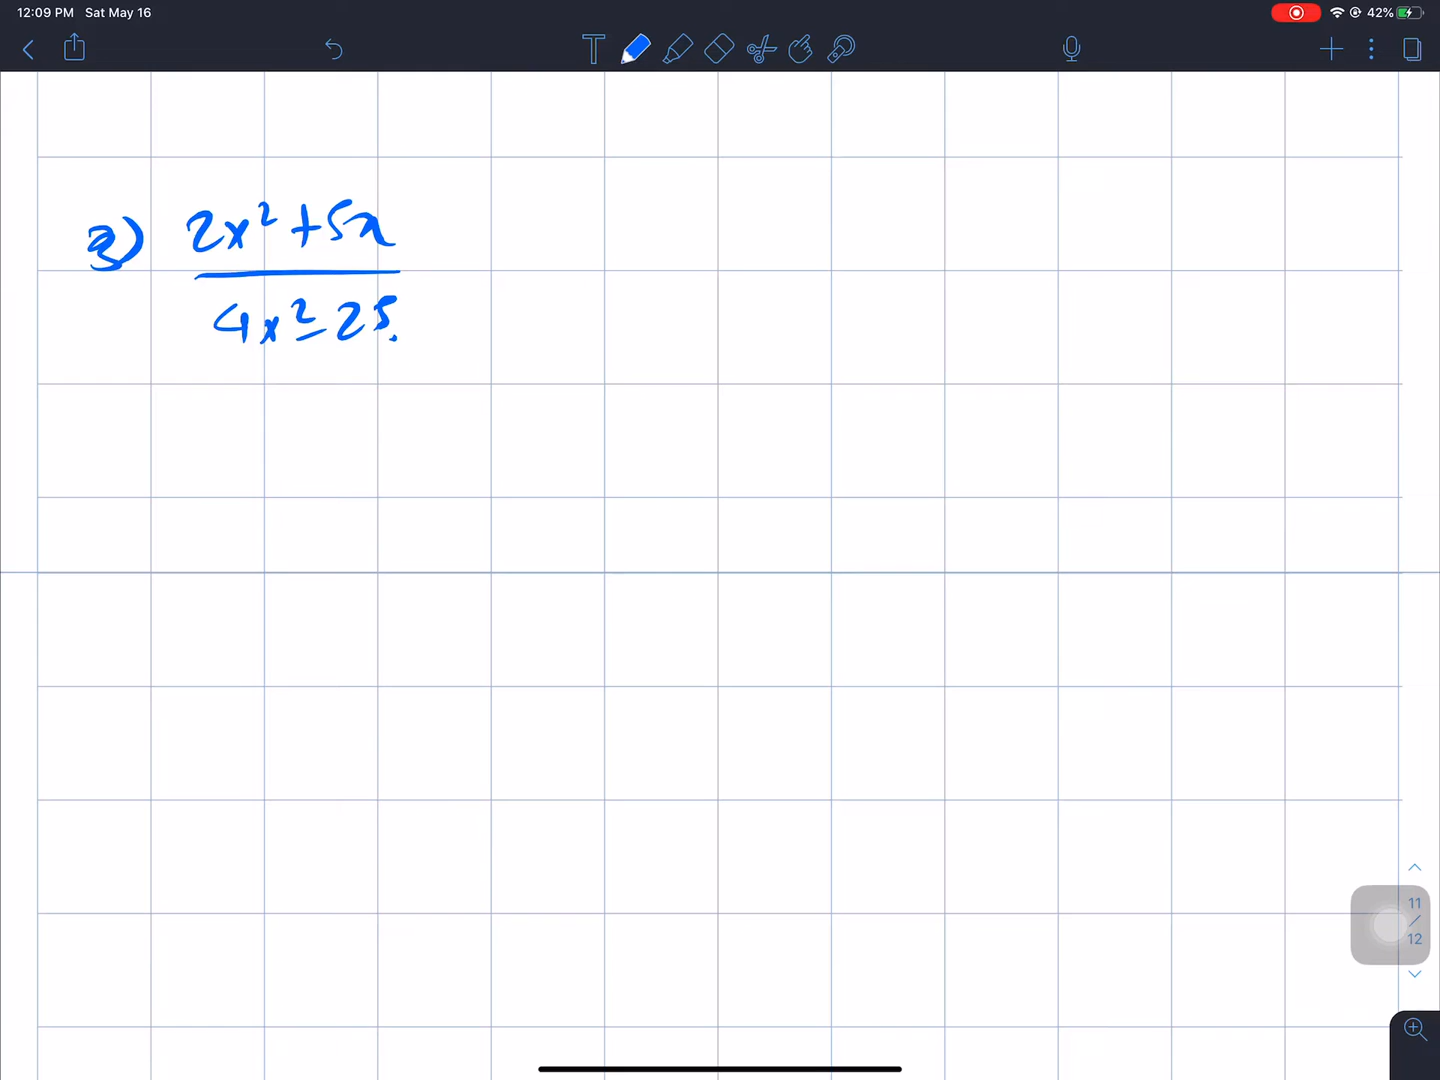 12:09 PM Sat May 16
42%
3) 2x² + 5x
4x² - 25.
11
/
12